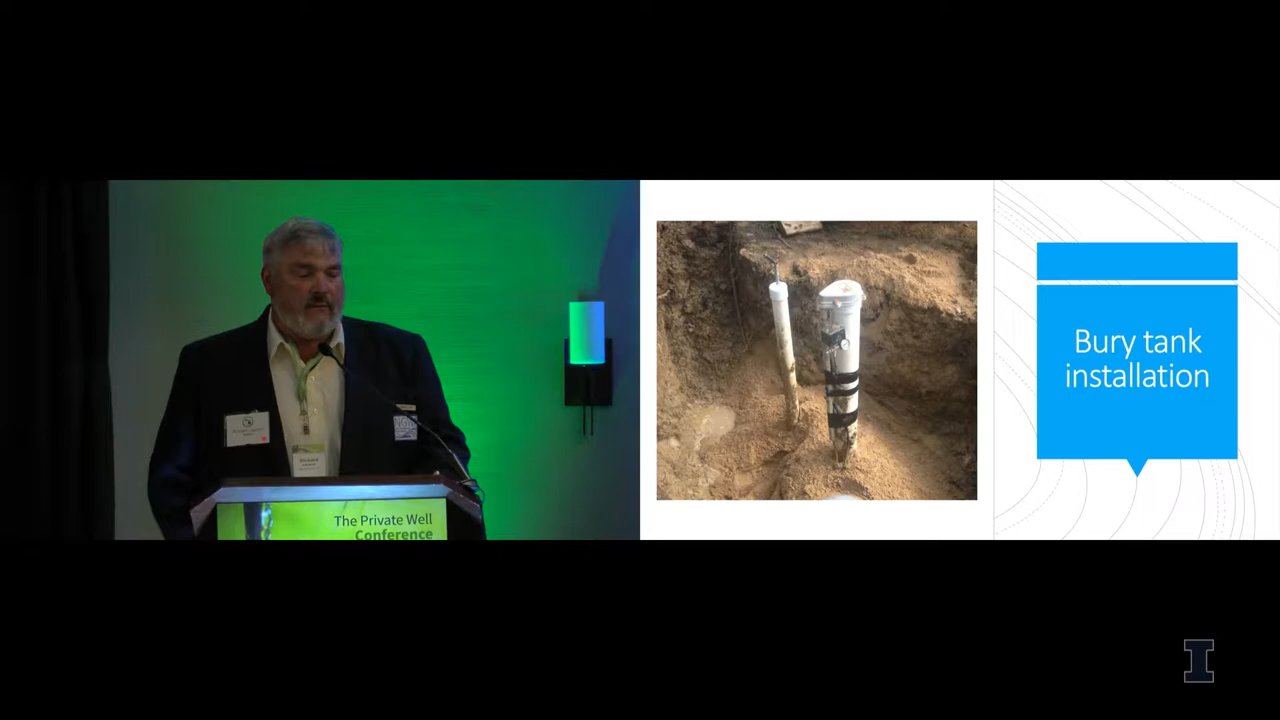 The Private Well
Conference
Bury tank
installation